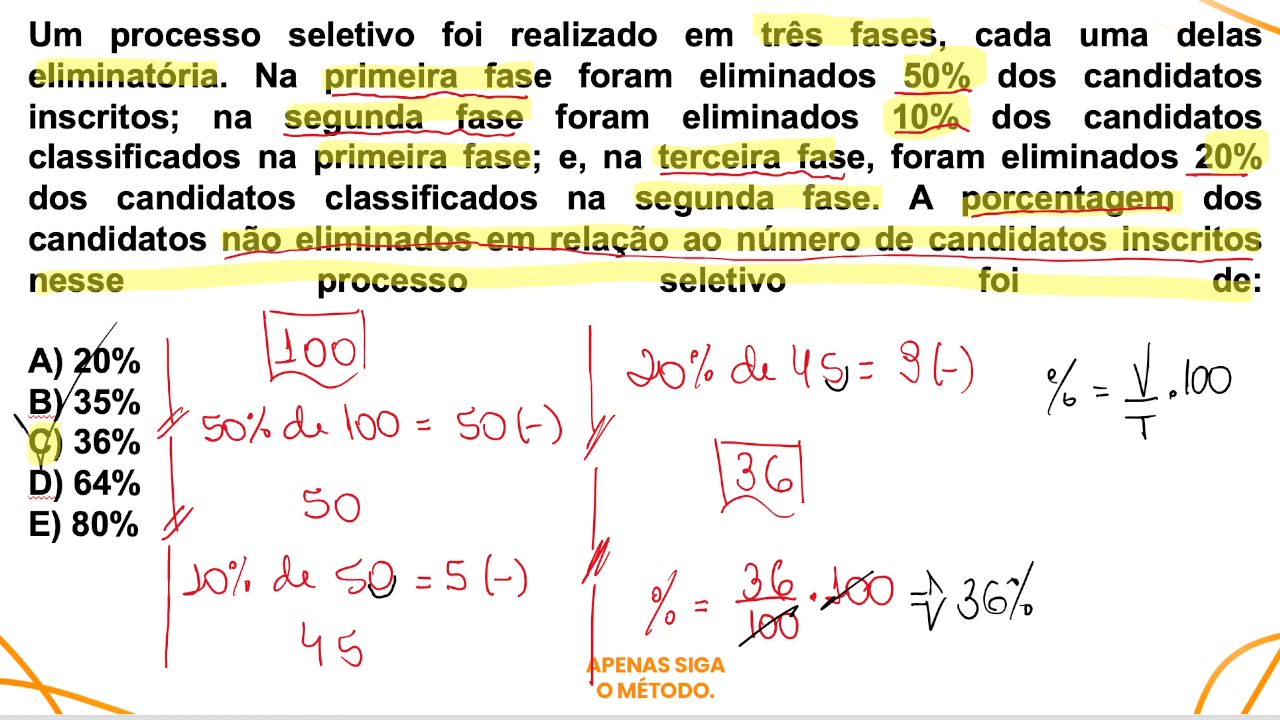 Um processo seletivo foi realizado em três fases, cada uma delas
eliminatória. Na primeira fase foram eliminados 50% dos candidatos
inscritos; na segunda fase foram eliminados 10% dos candidatos
classificados na primeira fase; e, na terceira fase, foram eliminados 20%
dos candidatos classificados na segunda fase. A porcentagem dos
candidatos não eliminados em relação ao número de candidatos inscritos
nesse processo seletivo foi de:
A) 20%
B) 35%
C) 36%
D) 64%
E) 80%
100
50% de 100 = 50 (-)
50
10% de 50 = 5 (-)
45
20% de 45 = 9 (-)
36
% = 36/100 · 100 => 36%
% = V/T . 100
APENAS SIGA
O MÉTODO.